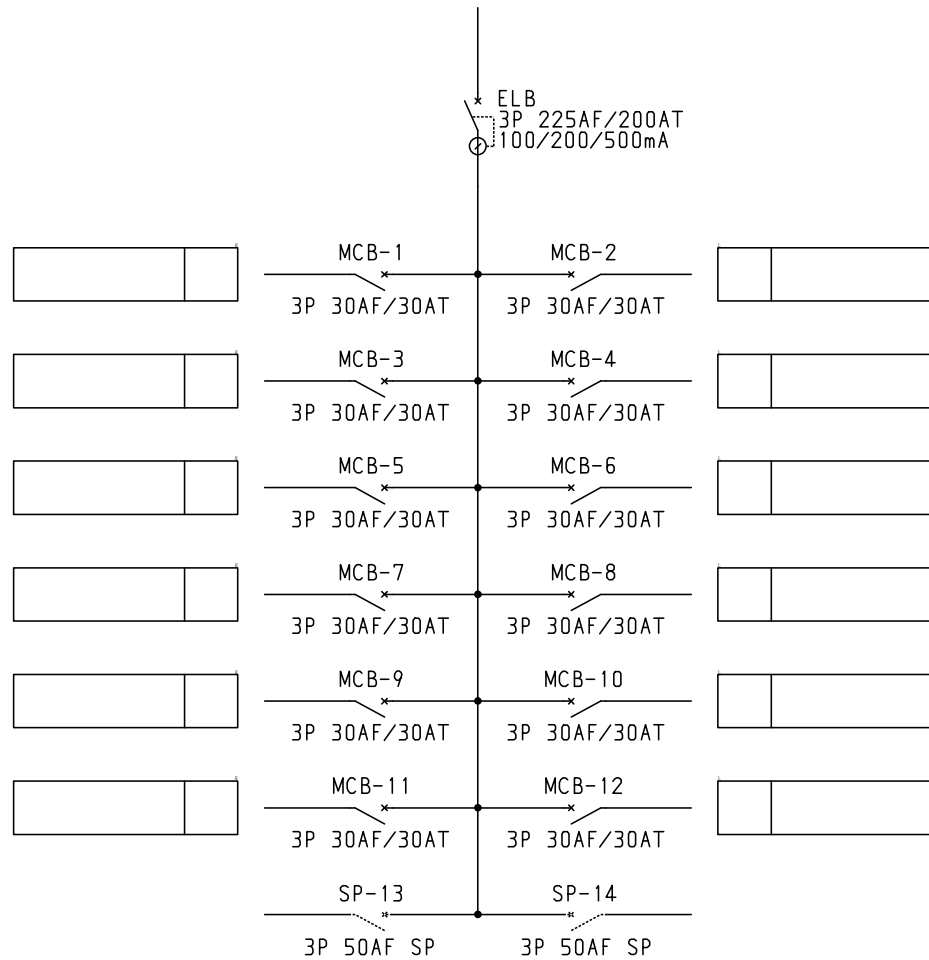 ELB
3P 225AF/200AT
100/200/500mA
MCB-1 MCB-2
3P 30AF/30AT 3P 30AF/30AT
MCB-3 MCB-4
3P 30AF/30AT 3P 30AF/30AT
MCB-5 MCB-6
3P 30AF/30AT 3P 30AF/30AT
MCB-7 MCB-8
3P 30AF/30AT 3P 30AF/30AT
MCB-9 MCB-10
3P 30AF/30AT 3P 30AF/30AT
MCB-11 MCB-12
3P 30AF/30AT 3P 30AF/30AT
SP-13 SP-14
3P 50AF SP 3P 50AF SP